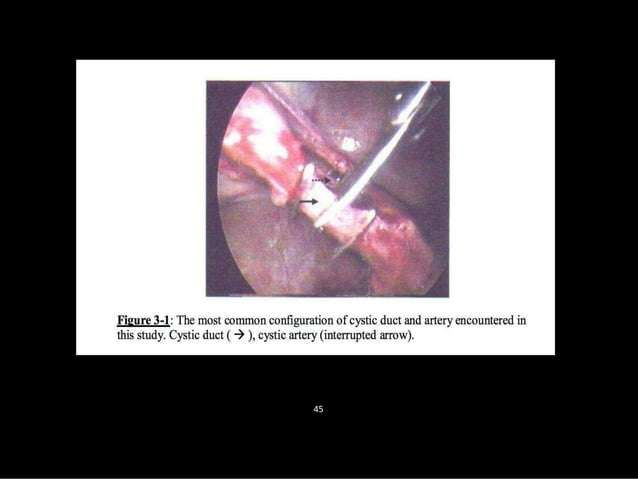 Figure 3-1: The most common configuration of cystic duct and artery encountered in
this study. Cystic duct ( → ), cystic artery (interrupted arrow).
45